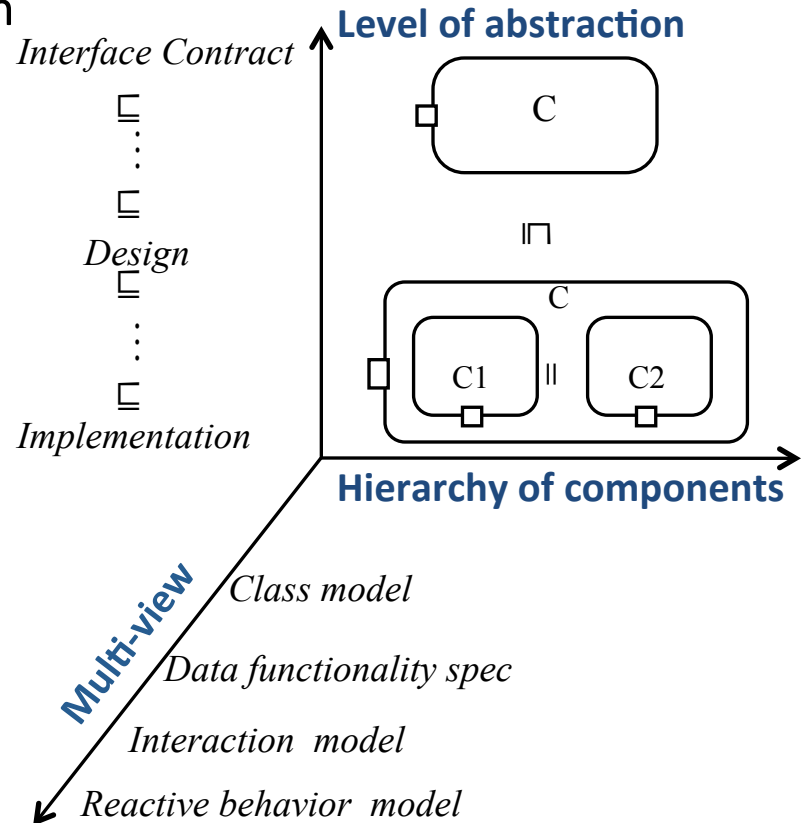 n
Level of abstraction
Interface Contract
⊑
⋮
⊑
Design
⊑
⋮
⊑
Implementation
C
⊑
C
C1 || C2
Hierarchy of components
Multi-view
Class model
Data functionality spec
Interaction model
Reactive behavior model